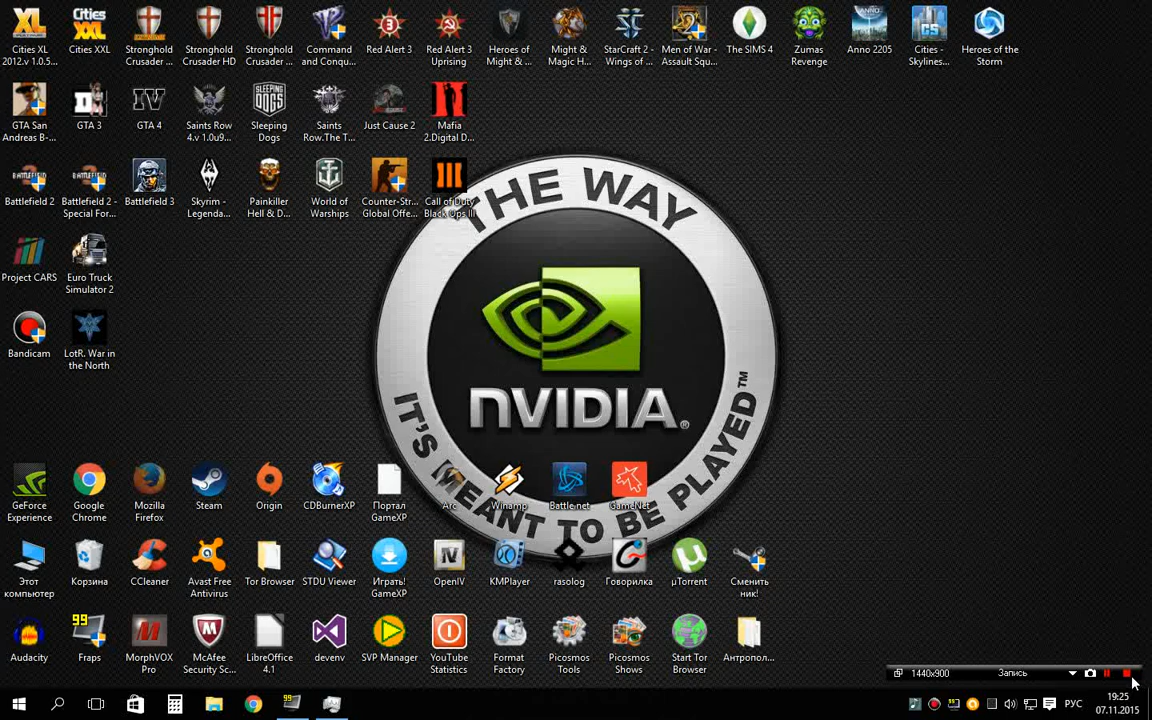 Cities XL
2012.v 1.0.5...
Cities XXL
Stronghold
Crusader ...
Stronghold
Crusader HD
Stronghold
Crusader ...
Command
and Conqu...
Red Alert 3
Red Alert 3
Uprising
Heroes of
Might & ...
Might &
Magic H...
StarCraft 2 -
Wings of ...
Men of War -
Assault Squ...
The SIMS 4
Zumas
Revenge
Anno 2205
Cities -
Skylines...
Heroes of the
Storm
GTA San
Andreas B-...
GTA 3
GTA 4
Saints Row
4.v 1.0u9...
Sleeping
Dogs
Saints
Row.The T...
Just Cause 2
Mafia
2.Digital D...
Battlefield 2
Battlefield 2 -
Special For...
Battlefield 3
Skyrim -
Legenda...
Painkiller
Hell & D...
World of
Warships
Counter-Str...
Global Offe...
Call of Duty
Black Ops III
THE WAY
IT'S MEANT TO BE PLAYED™
NVIDIA®
Project CARS
Euro Truck
Simulator 2
Bandicam
LotR. War in
the North
GeForce
Experience
Google
Chrome
Mozilla
Firefox
Steam
Origin
CDBurnerXP
Портал
GameXP
Arc
Winamp
Battle.net
GameNet
Этот
компьютер
Корзина
CCleaner
Avast Free
Antivirus
Tor Browser
STDU Viewer
Играть!
GameXP
OpenIV
KMPlayer
rasolog
Говорилка
µTorrent
Сменить
ник!
Audacity
Fraps
MorphVOX
Pro
McAfee
Security Sc...
LibreOffice
4.1
devenv
SVP Manager
YouTube
Statistics
Format
Factory
Picosmos
Tools
Picosmos
Shows
Start Tor
Browser
Антропол...
1440x900
Запись
РУС
19:25
07.11.2015